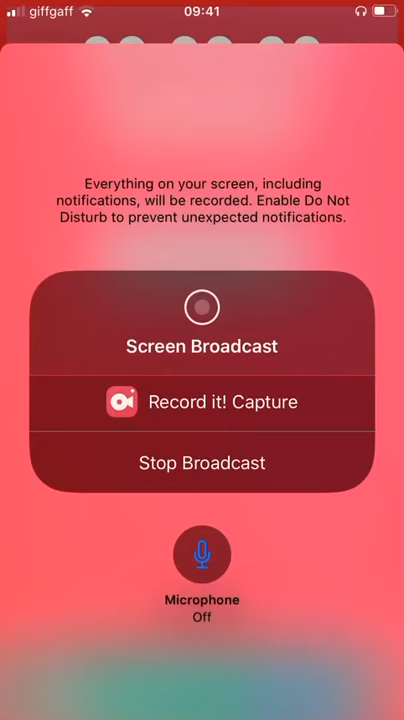 giffgaff
09:41
Everything on your screen, including
notifications, will be recorded. Enable Do Not
Disturb to prevent unexpected notifications.
Screen Broadcast
Record it! Capture
Stop Broadcast
Microphone
Off